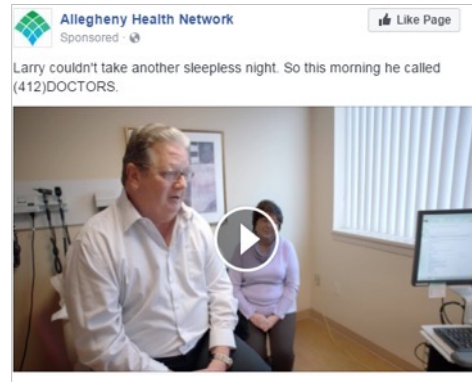 Allegheny Health Network
Like Page
Sponsored ·
Larry couldn't take another sleepless night. So this morning he called
(412)DOCTORS.